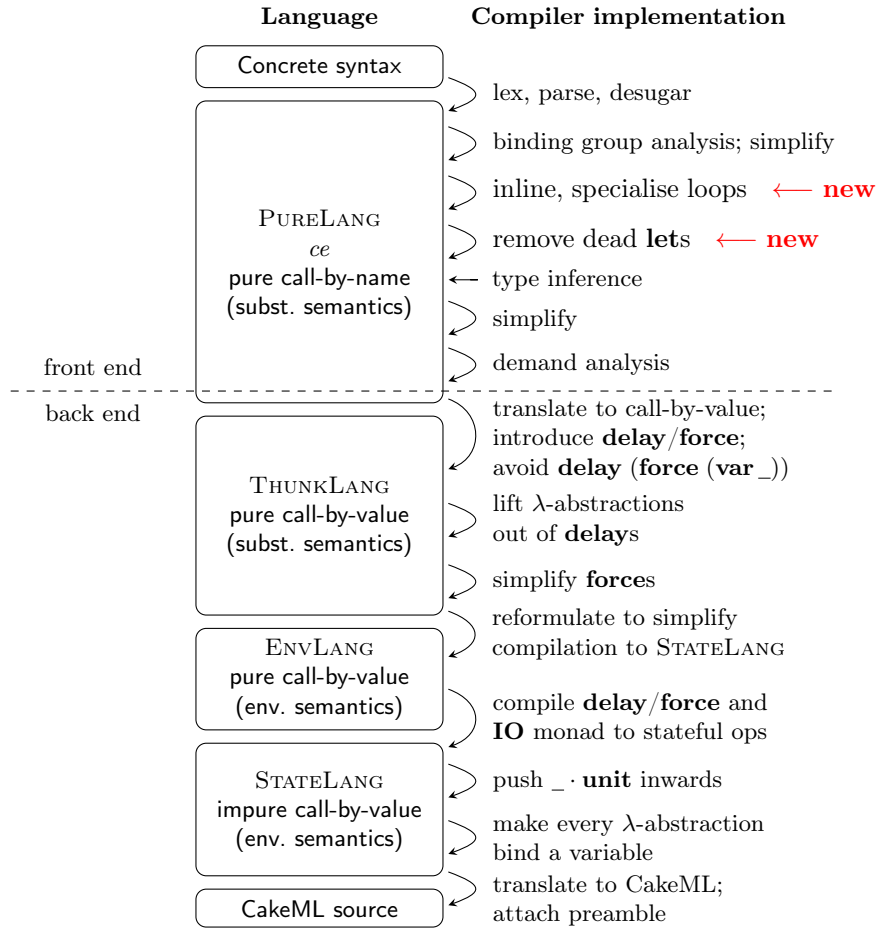 Language Compiler implementation
Concrete syntax
lex, parse, desugar
binding group analysis; simplify
inline, specialise loops ⟵ new
PURELANG
ce
pure call-by-name
(subst. semantics)
remove dead lets ⟵ new
type inference
simplify
demand analysis
front end
back end
translate to call-by-value;
introduce delay/force;
avoid delay (force (var _))
THUNKLANG
pure call-by-value
(subst. semantics)
lift λ-abstractions
out of delays
simplify forces
reformulate to simplify
compilation to STATELANG
ENVLANG
pure call-by-value
(env. semantics)
compile delay/force and
IO monad to stateful ops
STATELANG
impure call-by-value
(env. semantics)
push _ · unit inwards
make every λ-abstraction
bind a variable
translate to CakeML;
attach preamble
CakeML source